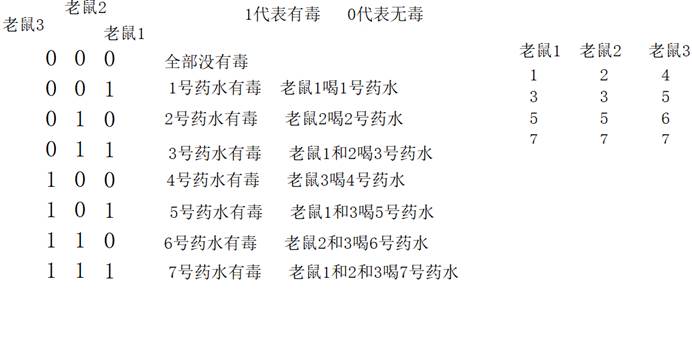 老鼠2
1代表有毒 0代表无毒
老鼠3
老鼠1
0 0 0 全部没有毒
0 0 1 1号药水有毒 老鼠1喝1号药水
0 1 0 2号药水有毒 老鼠2喝2号药水
0 1 1 3号药水有毒 老鼠1和2喝3号药水
1 0 0 4号药水有毒 老鼠3喝4号药水
1 0 1 5号药水有毒 老鼠1和3喝5号药水
1 1 0 6号药水有毒 老鼠2和3喝6号药水
1 1 1 7号药水有毒 老鼠1和2和3喝7号药水
老鼠1 老鼠2 老鼠3
1 2 4
3 3 5
5 5 6
7 7 7